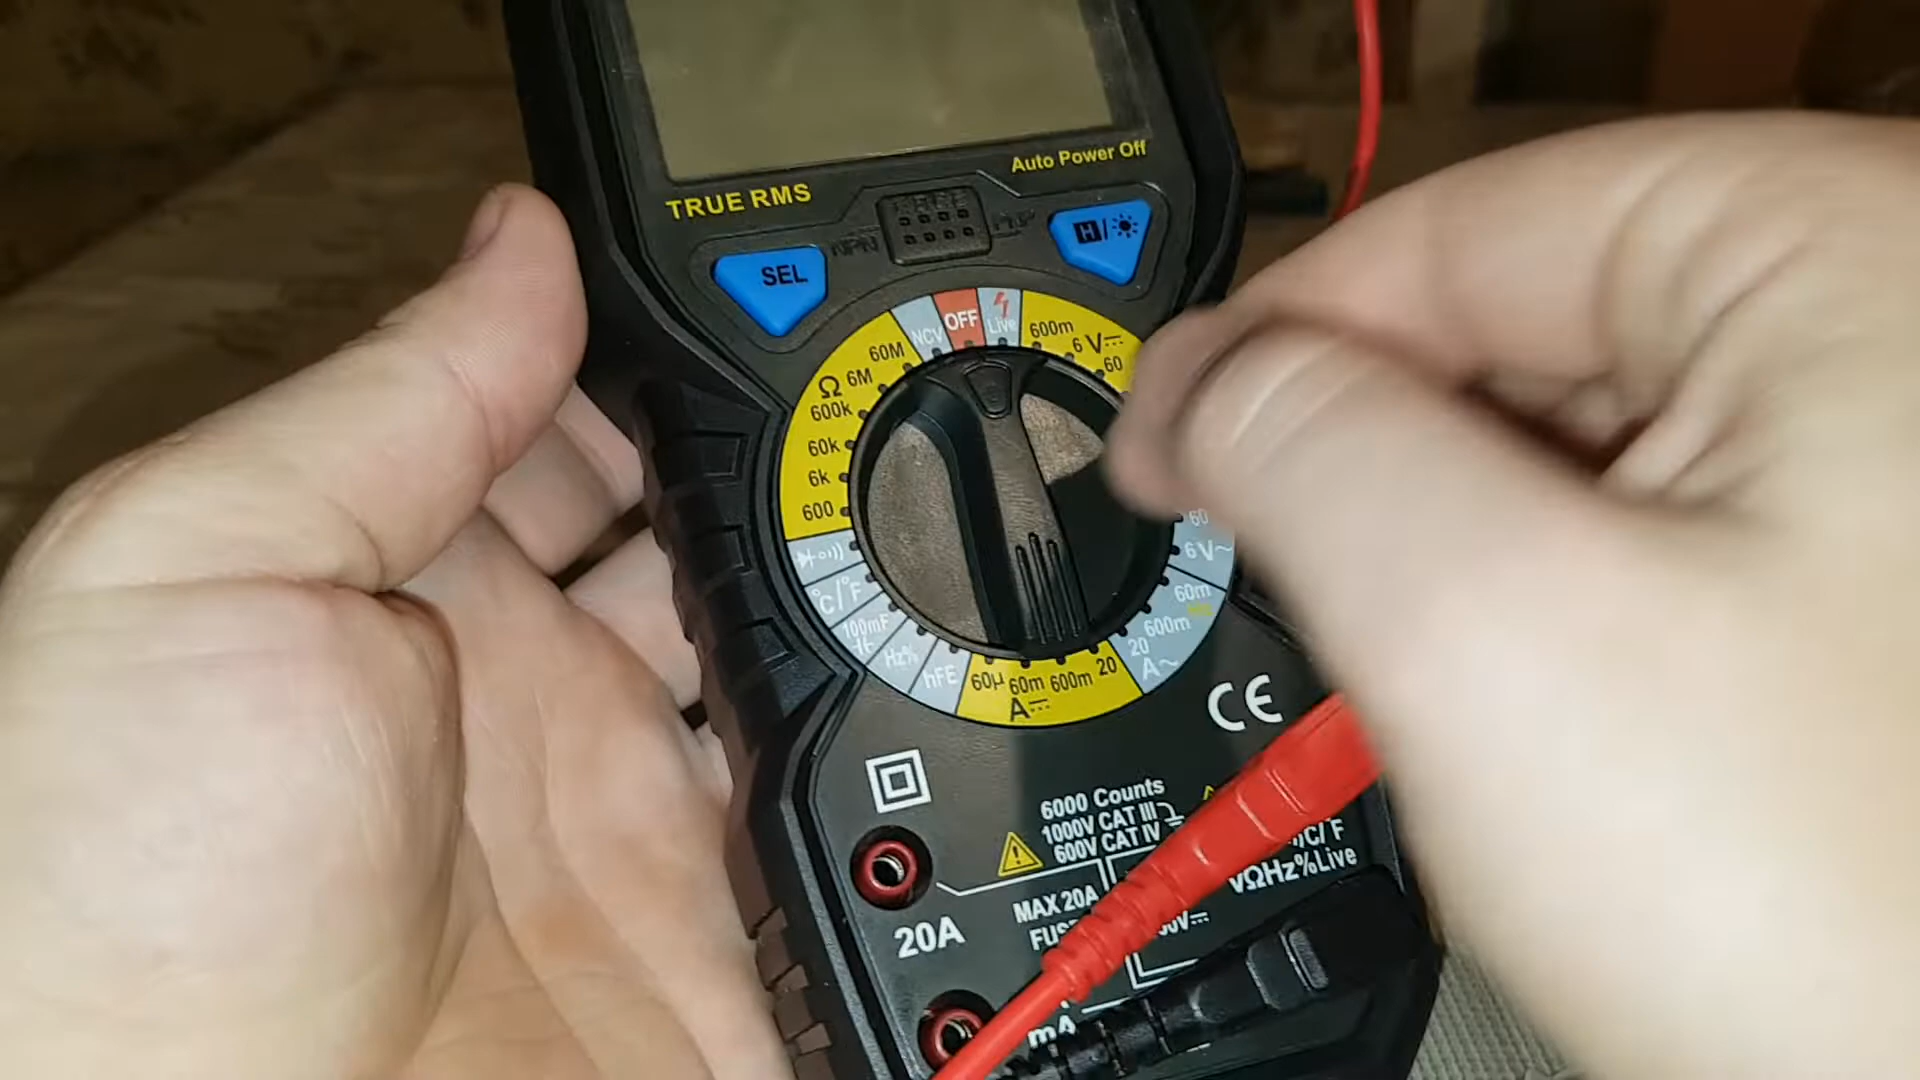 Auto Power Off
TRUE RMS
NPN
PNP
SEL
H/
NCV
OFF
Live
600m
6 V
60
60M
6M
Ω
600k
60k
6k
600
°C/°F
100mF
Hz%
hFE
60µ 60m 600m 20
A
60
6 V~
60m
600m
20
A~
CE
6000 Counts
1000V CAT III
600V CAT IV
MAX 20A
20A
mA
VΩHz%Live